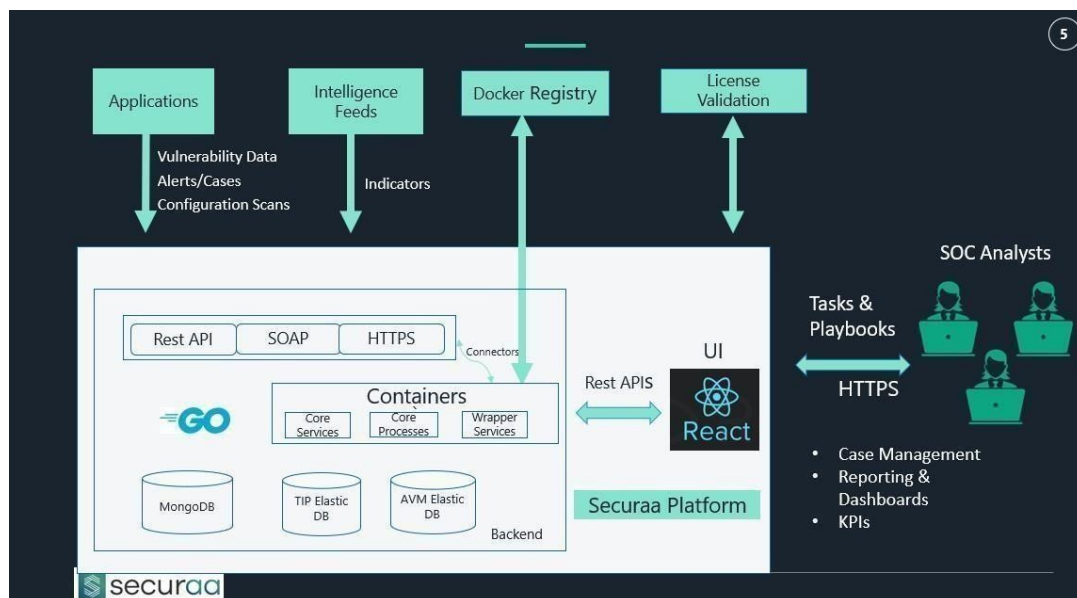 5
Applications
Intelligence
Feeds
Docker Registry
License
Validation
Vulnerability Data
Alerts/Cases
Configuration Scans
Indicators
SOC Analysts
Tasks &
Playbooks
HTTPS
Rest API
SOAP
HTTPS
Connectors
Containers
Core
Services
Core
Processes
Wrapper
Services
GO
Rest APIs
UI
React
MongoDB
TIP Elastic
DB
AVM Elastic
DB
Backend
Securaa Platform
• Case Management
• Reporting &
Dashboards
• KPIs
securaa